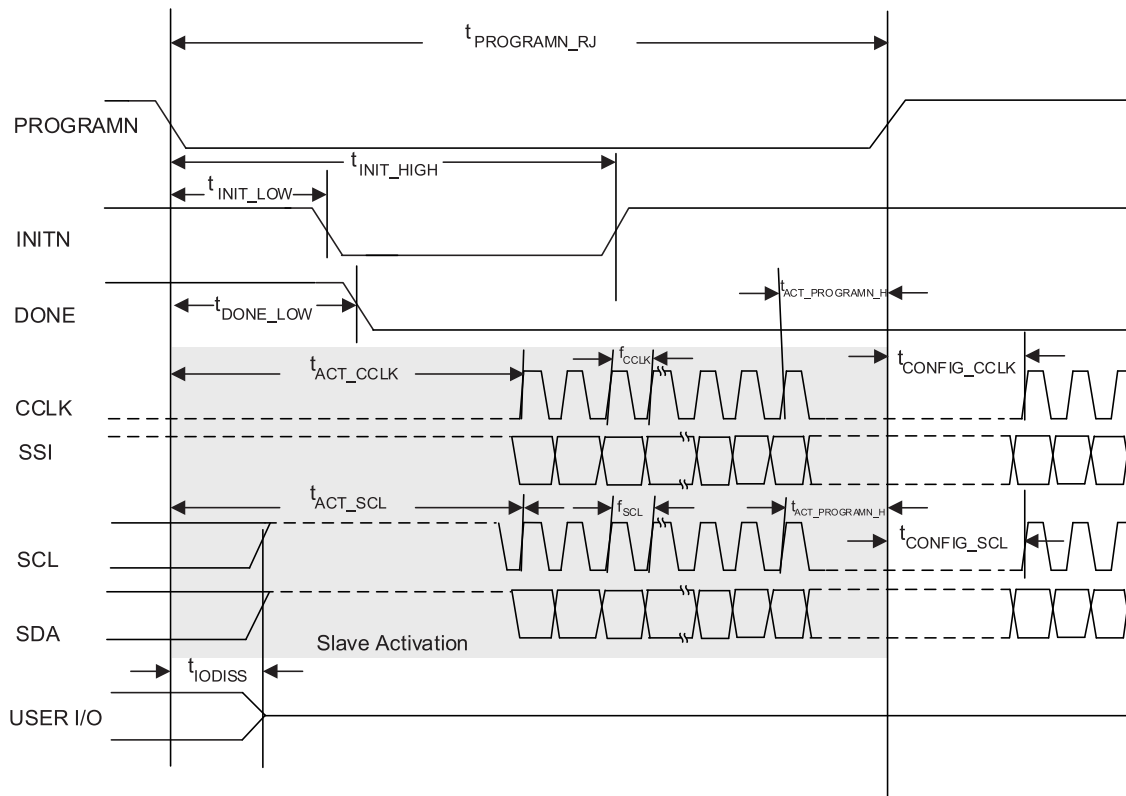 tPROGRAMN_RJ
PROGRAMN
tINIT_HIGH
tINIT_LOW
INITN
tACT_PROGRAMN_H
tDONE_LOW
DONE
fCCLK
tCONFIG_CCLK
tACT_CCLK
CCLK
SSI
tACT_SCL
fSCL
tACT_PROGRAMN_H
tCONFIG_SCL
SCL
SDA
Slave Activation
tIODISS
USER I/O